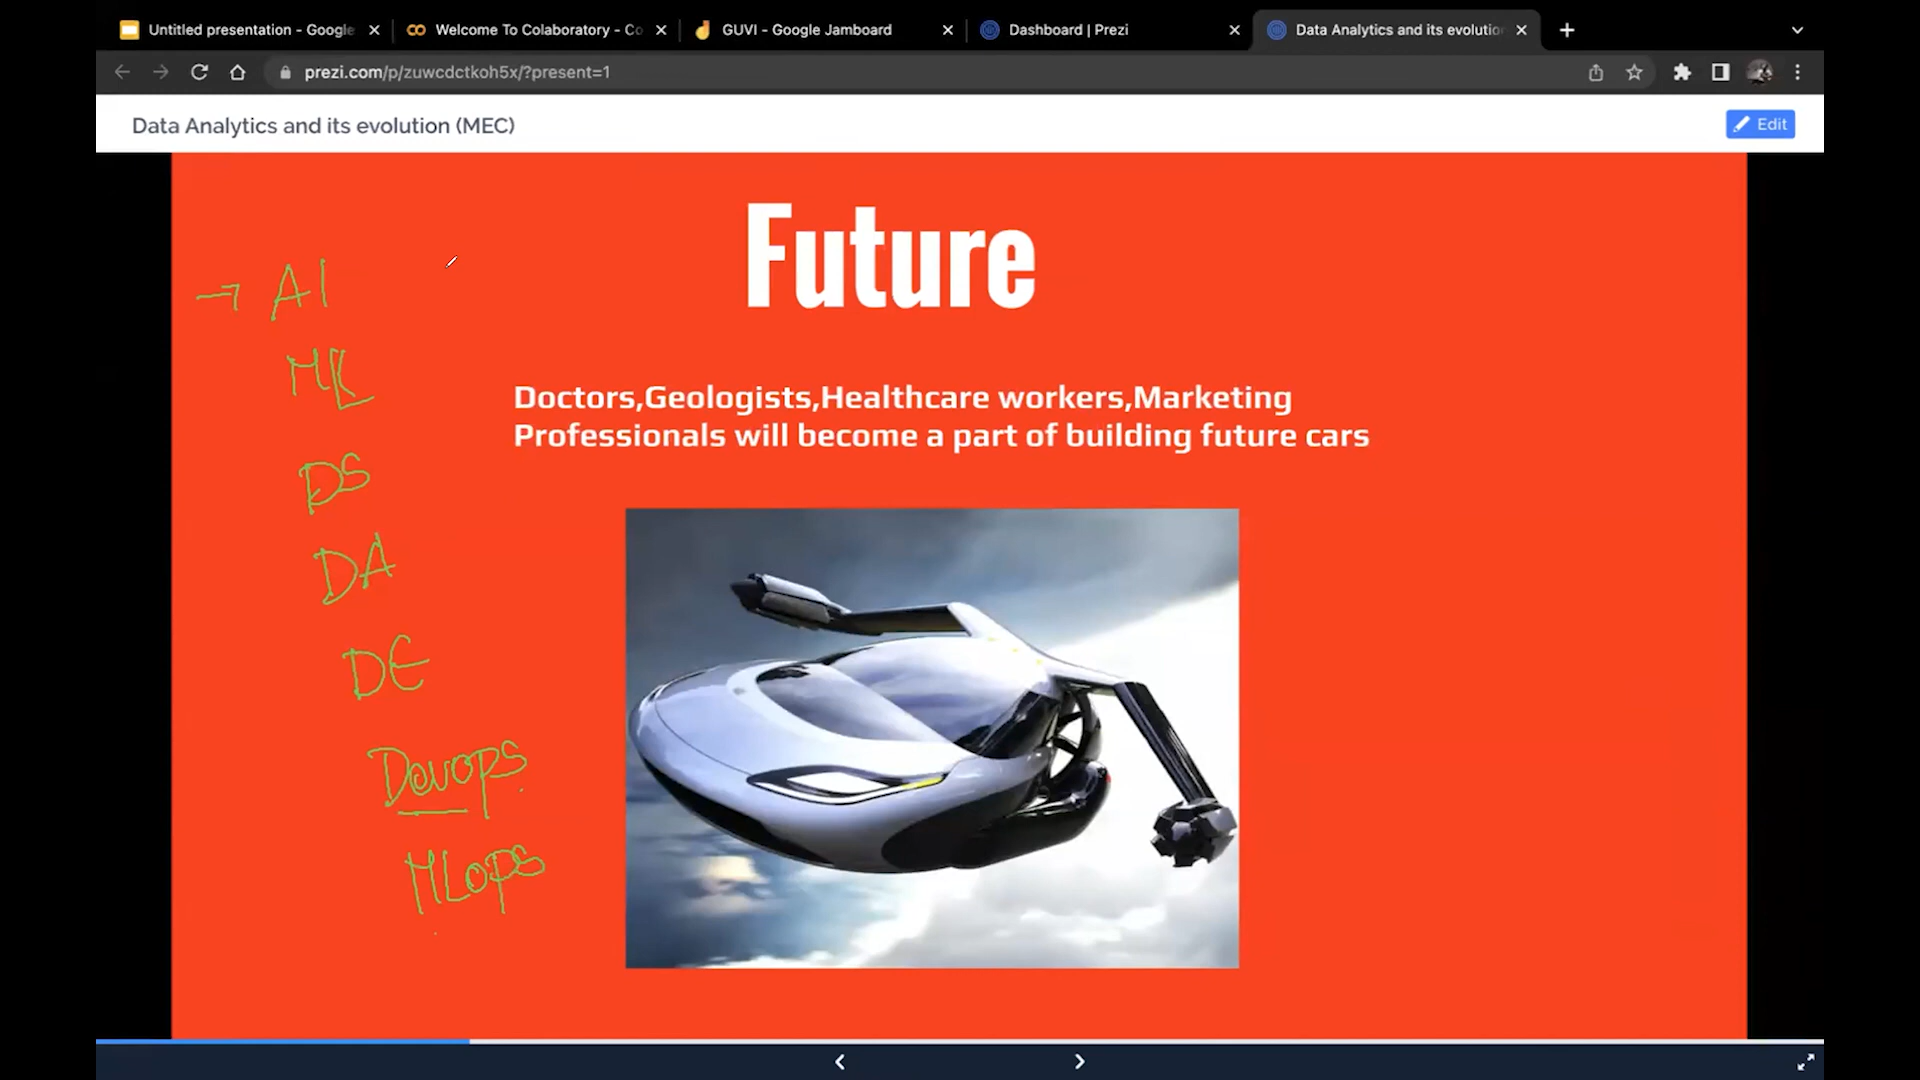 Untitled presentation - Google
Welcome To Colaboratory - Co
GUVI - Google Jamboard
Dashboard | Prezi
Data Analytics and its evolutio
prezi.com/p/zuwcdctkoh5x/?present=1
Data Analytics and its evolution (MEC)
Edit
Future
Doctors,Geologists,Healthcare workers,Marketing
Professionals will become a part of building future cars
→ AI
ML
DS
DA
DE
Devops
MLOPS